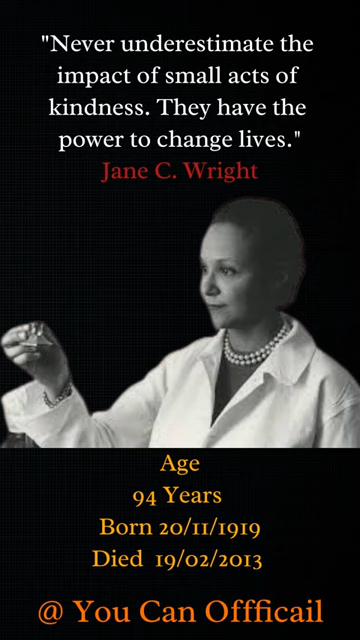 "Never underestimate the
impact of small acts of
kindness. They have the
power to change lives."
Jane C. Wright
Age
94 Years
Born 20/11/1919
Died 19/02/2013
@ You Can Offficail